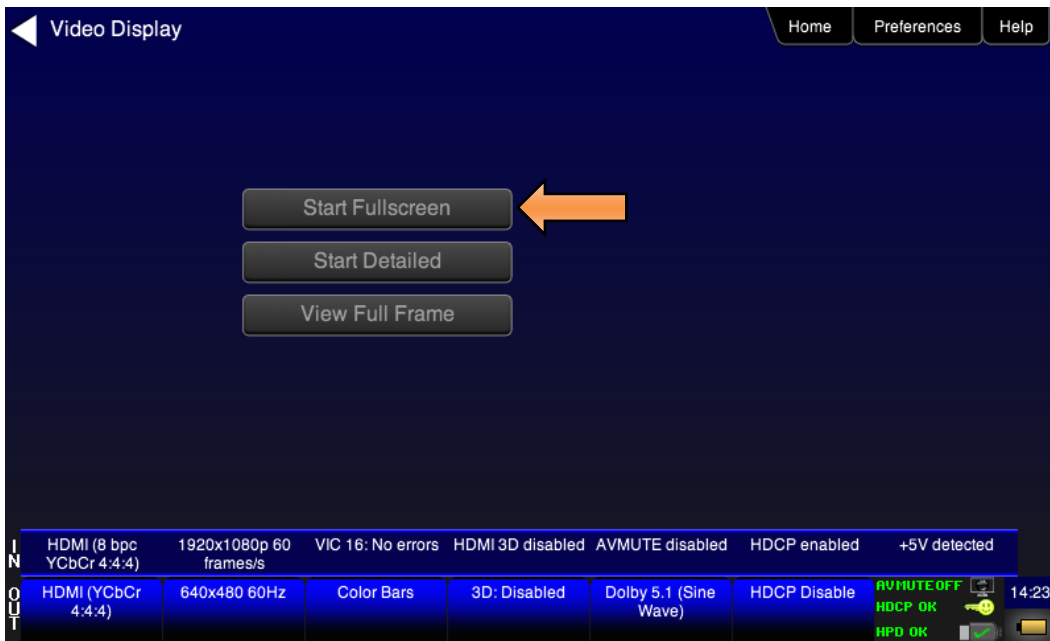 Video Display
Home
Preferences
Help
Start Fullscreen
Start Detailed
View Full Frame
IN
HDMI (8 bpc
YCbCr 4:4:4)
1920x1080p 60
frames/s
VIC 16: No errors
HDMI 3D disabled
AVMUTE disabled
HDCP enabled
+5V detected
OUT
HDMI (YCbCr
4:4:4)
640x480 60Hz
Color Bars
3D: Disabled
Dolby 5.1 (Sine
Wave)
HDCP Disable
AVMUTE OFF
HDCP OK
HPD OK
14:23